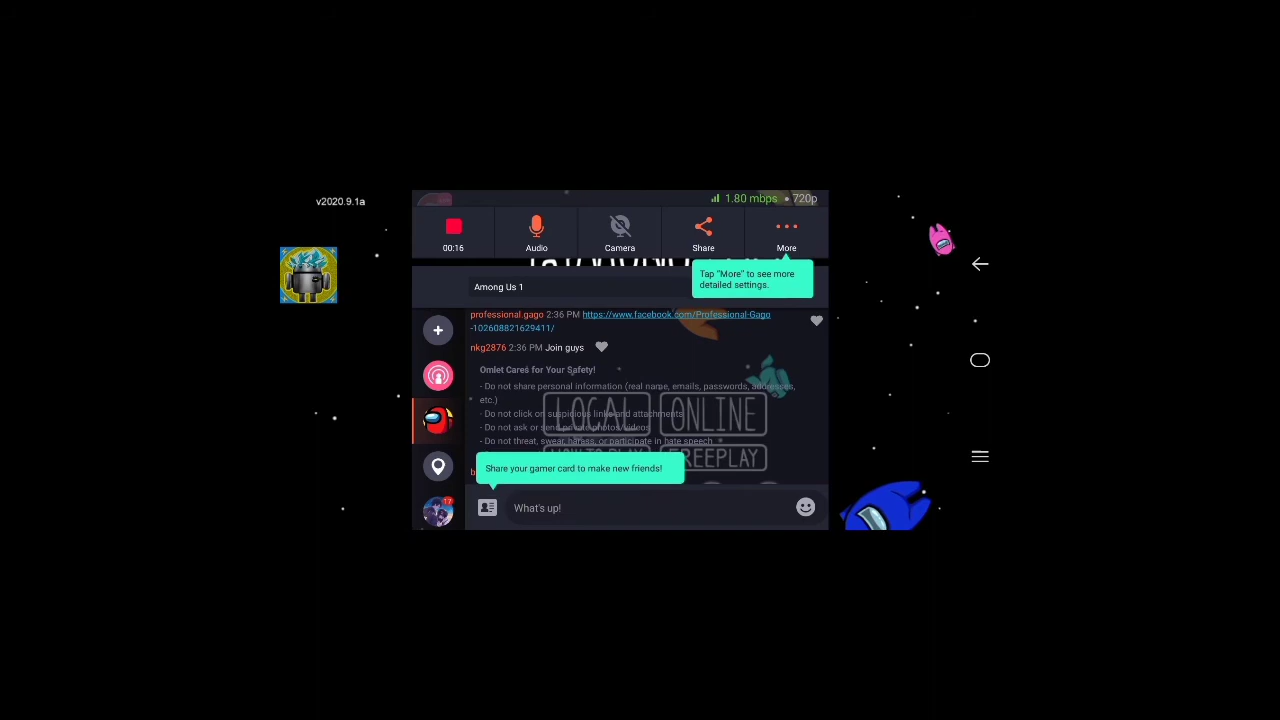 v2020.9.1a
1.80 mbps • 720p
00:16
Audio
Camera
Share
More
Tap "More" to see more
detailed settings.
Among Us 1
professional.gago 2:36 PM https://www.facebook.com/Professional-Gago
-102608821629411/
nkg2876 2:36 PM Join guys
Omlet Cares for Your Safety!
- Do not share personal information (real name, emails, passwords, addresses,
etc.)
- Do not click on suspicious links and attachments
- Do not ask or send private photos/videos
- Do not threat, swear, harass, or participate in hate speech
LOCAL
ONLINE
HOW TO PLAY
FREEPLAY
Share your gamer card to make new friends!
17
What's up!